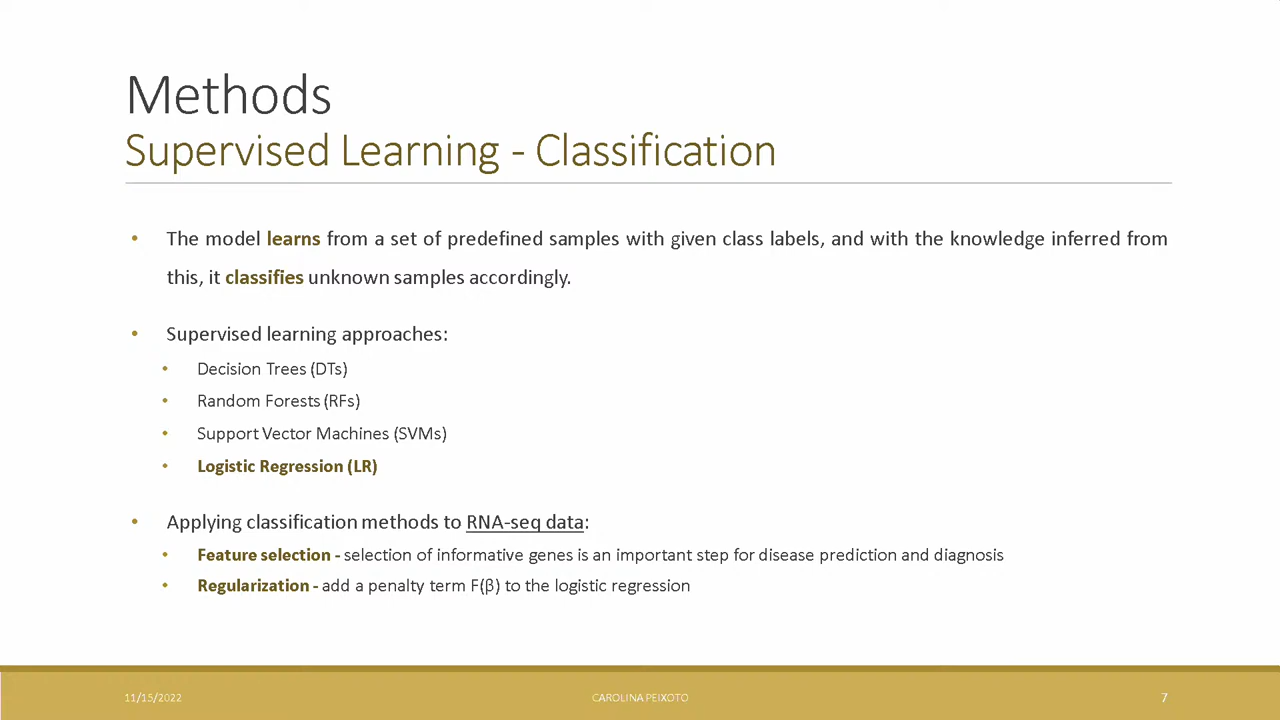 Methods
Supervised Learning - Classification
• The model learns from a set of predefined samples with given class labels, and with the knowledge inferred from
this, it classifies unknown samples accordingly.
• Supervised learning approaches:
• Decision Trees (DTs)
• Random Forests (RFs)
• Support Vector Machines (SVMs)
• Logistic Regression (LR)
• Applying classification methods to RNA-seq data:
• Feature selection - selection of informative genes is an important step for disease prediction and diagnosis
• Regularization - add a penalty term F(β) to the logistic regression
11/15/2022 CAROLINA PEIXOTO 7